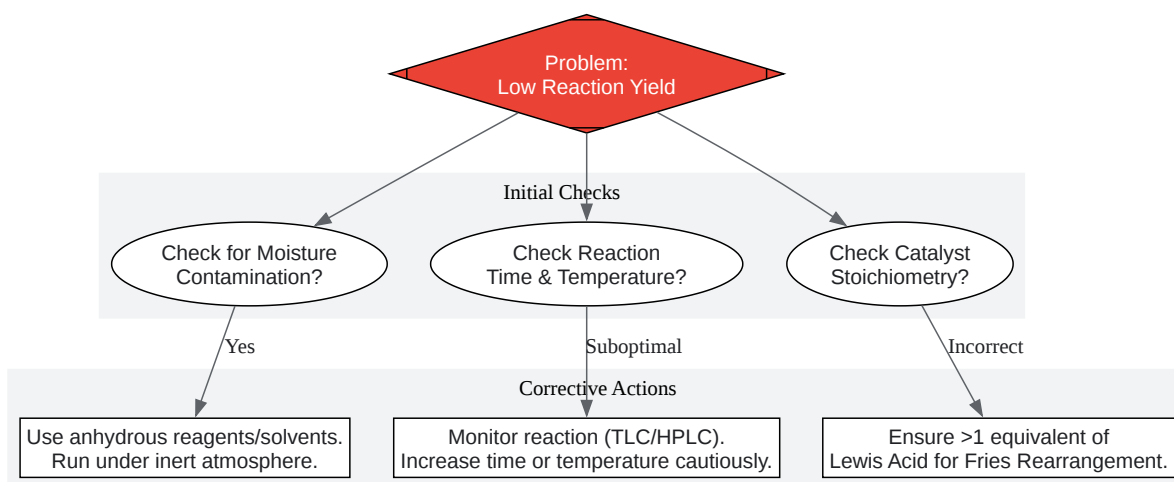 Problem:
Low Reaction Yield
Initial Checks
Check for Moisture
Contamination?
Check Reaction
Time & Temperature?
Check Catalyst
Stoichiometry?
Yes
Suboptimal
Incorrect
Corrective Actions
Use anhydrous reagents/solvents.
Run under inert atmosphere.
Monitor reaction (TLC/HPLC).
Increase time or temperature cautiously.
Ensure >1 equivalent of
Lewis Acid for Fries Rearrangement.